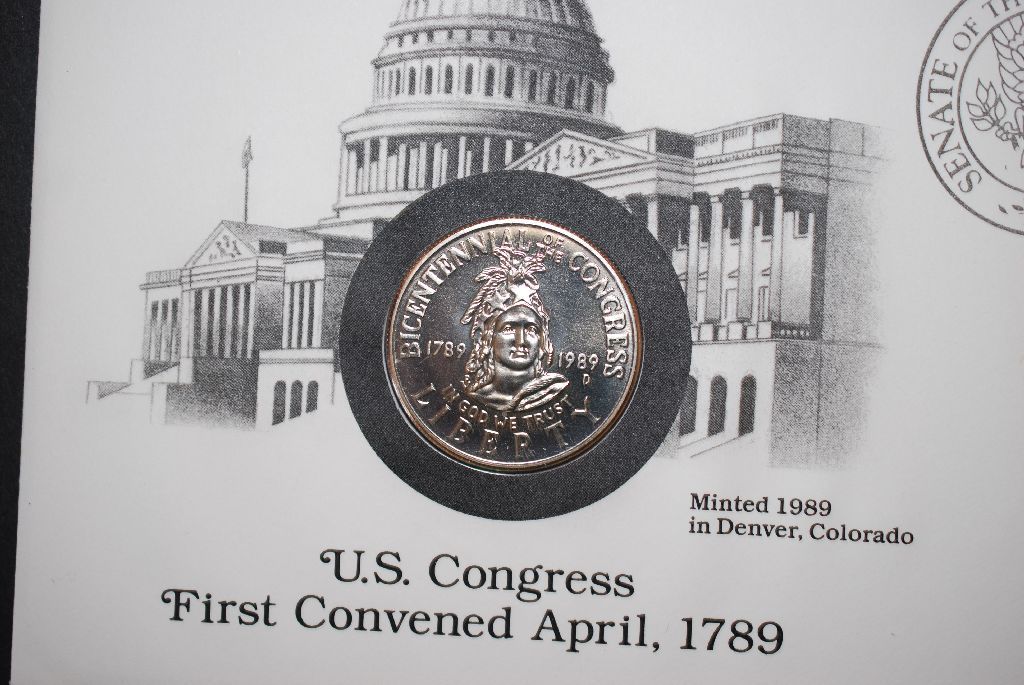 SENATE OF TH
BICENTENNIAL OF THE CONGRESS
1789 1989
D
IN GOD WE TRUST
LIBERTY
Minted 1989
in Denver, Colorado
U.S. Congress
First Convened April, 1789